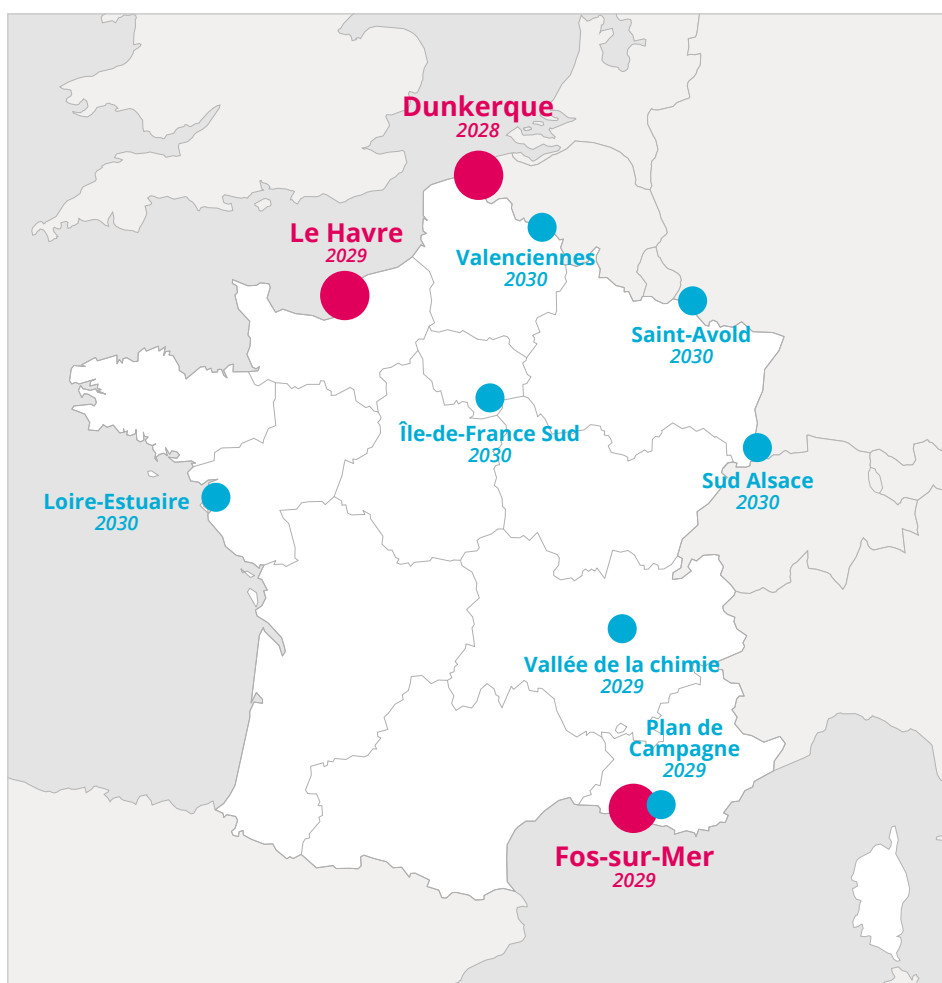 Dunkerque
2028
Le Havre
2029
Valenciennes
2030
Saint-Avold
2030
Île-de-France Sud
2030
Sud Alsace
2030
Loire-Estuaire
2030
Vallée de la chimie
2029
Plan de
Campagne
2029
Fos-sur-Mer
2029